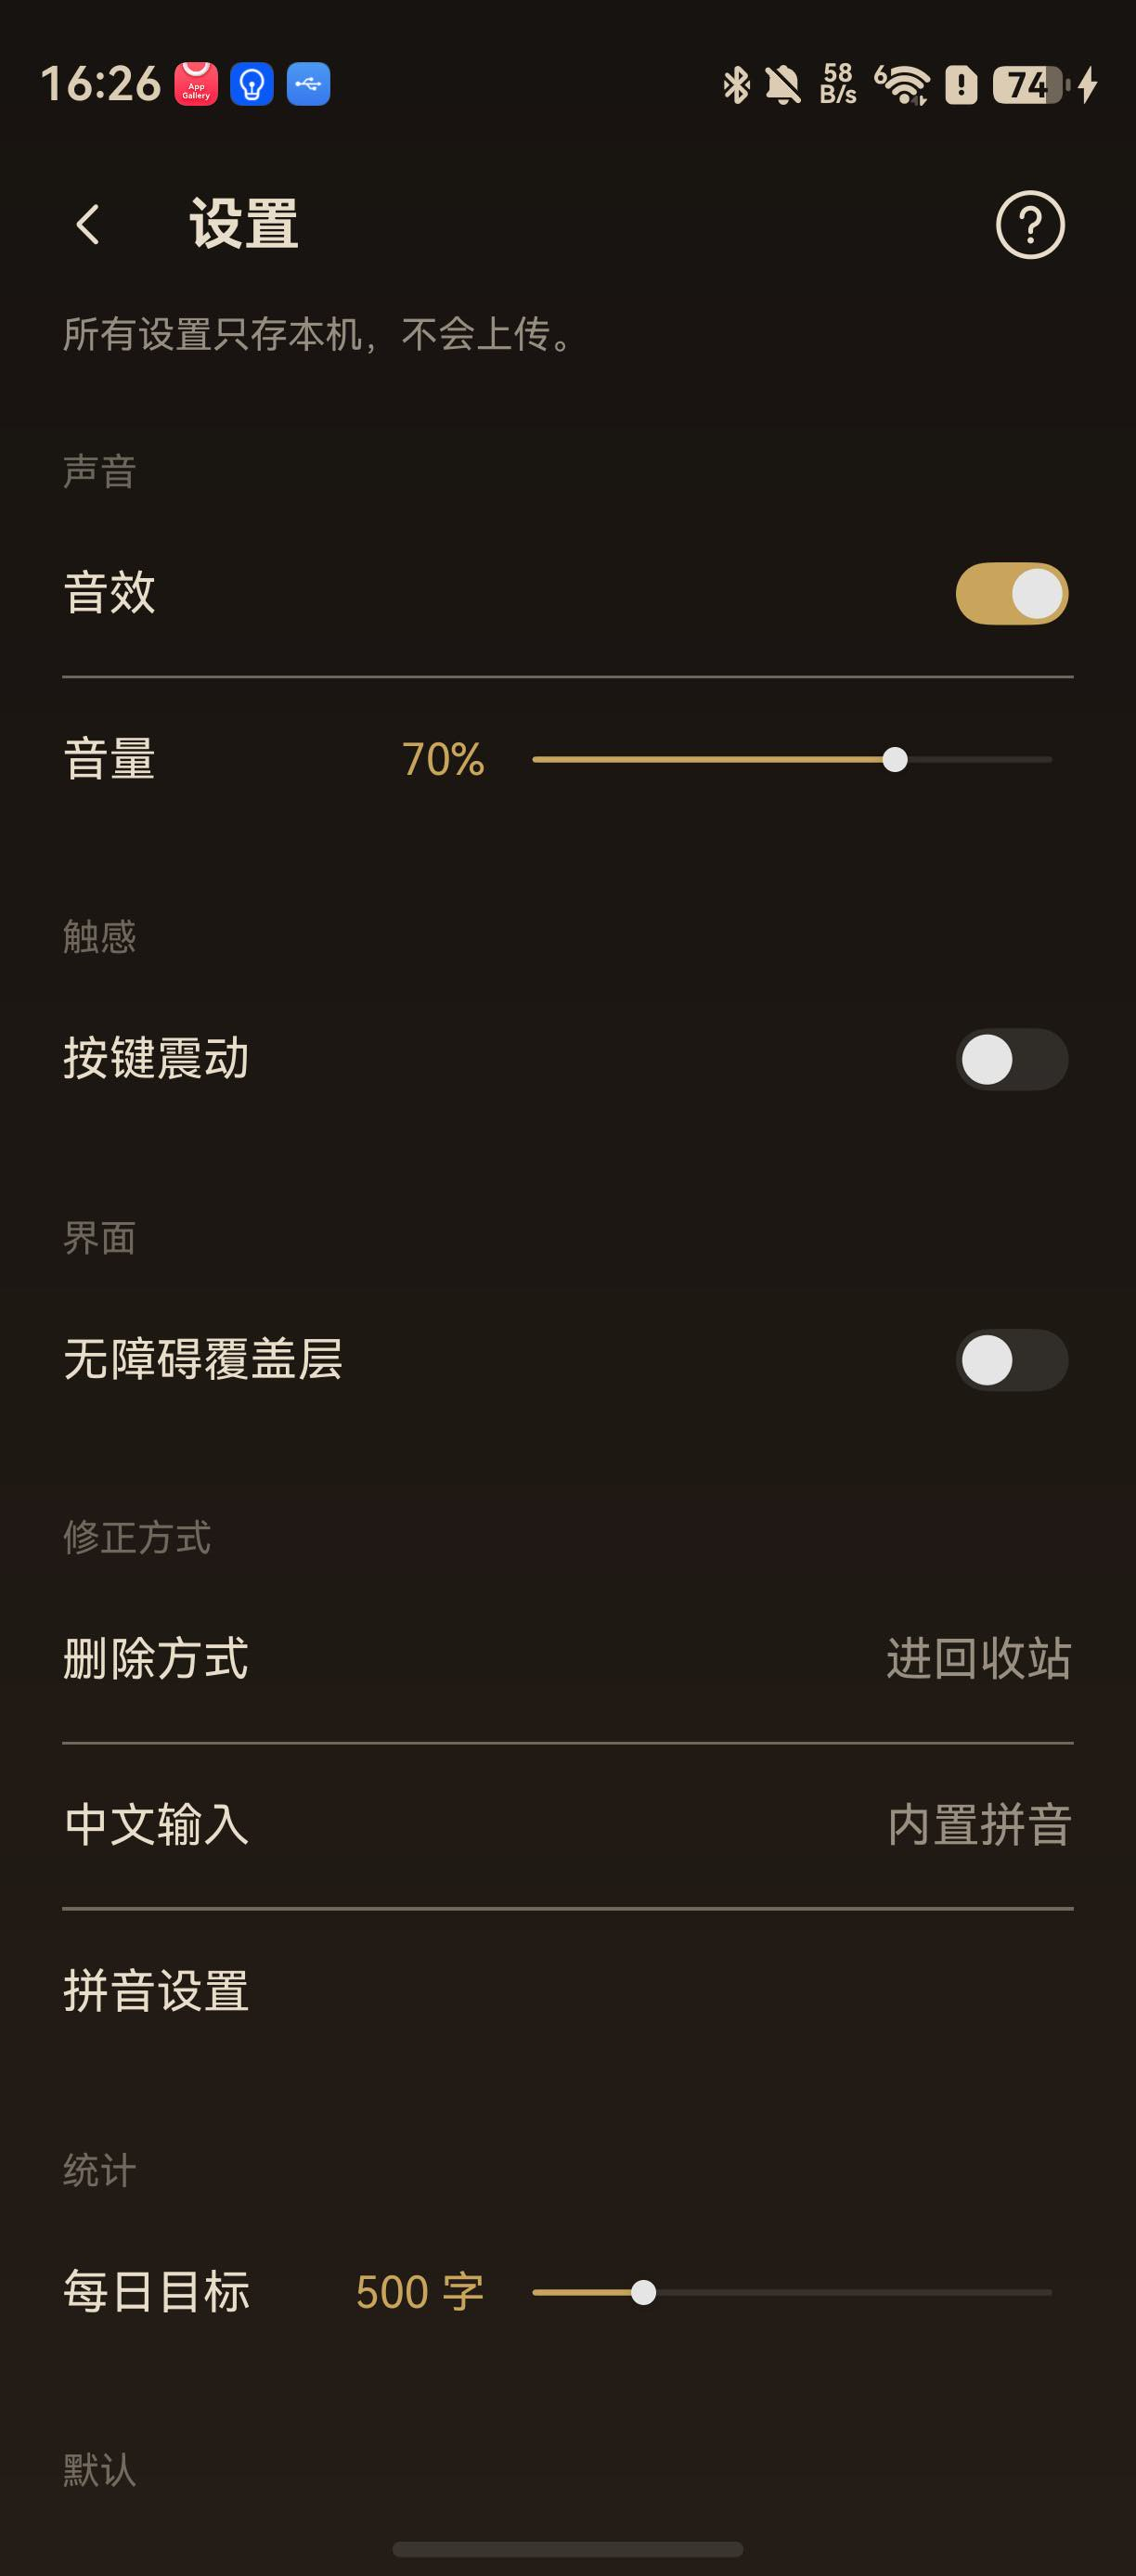 16:26
App
Gallery
58
B/s
6
74
设置
所有设置只存本机，不会上传。
声音
音效
音量 70%
触感
按键震动
界面
无障碍覆盖层
修正方式
删除方式 进回收站
中文输入 内置拼音
拼音设置
统计
每日目标 500 字
默认